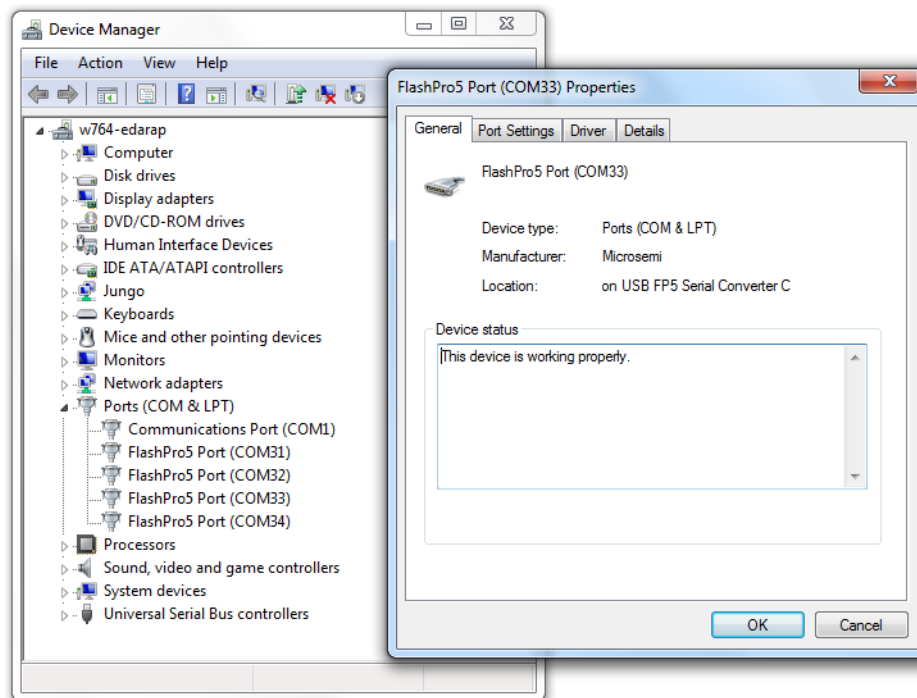 Device Manager
File Action View Help
w764-edarap
Computer
Disk drives
Display adapters
DVD/CD-ROM drives
Human Interface Devices
IDE ATA/ATAPI controllers
Jungo
Keyboards
Mice and other pointing devices
Monitors
Network adapters
Ports (COM & LPT)
Communications Port (COM1)
FlashPro5 Port (COM31)
FlashPro5 Port (COM32)
FlashPro5 Port (COM33)
FlashPro5 Port (COM34)
Processors
Sound, video and game controllers
System devices
Universal Serial Bus controllers
FlashPro5 Port (COM33) Properties
General Port Settings Driver Details
FlashPro5 Port (COM33)
Device type: Ports (COM & LPT)
Manufacturer: Microsemi
Location: on USB FP5 Serial Converter C
Device status
This device is working properly.
OK Cancel